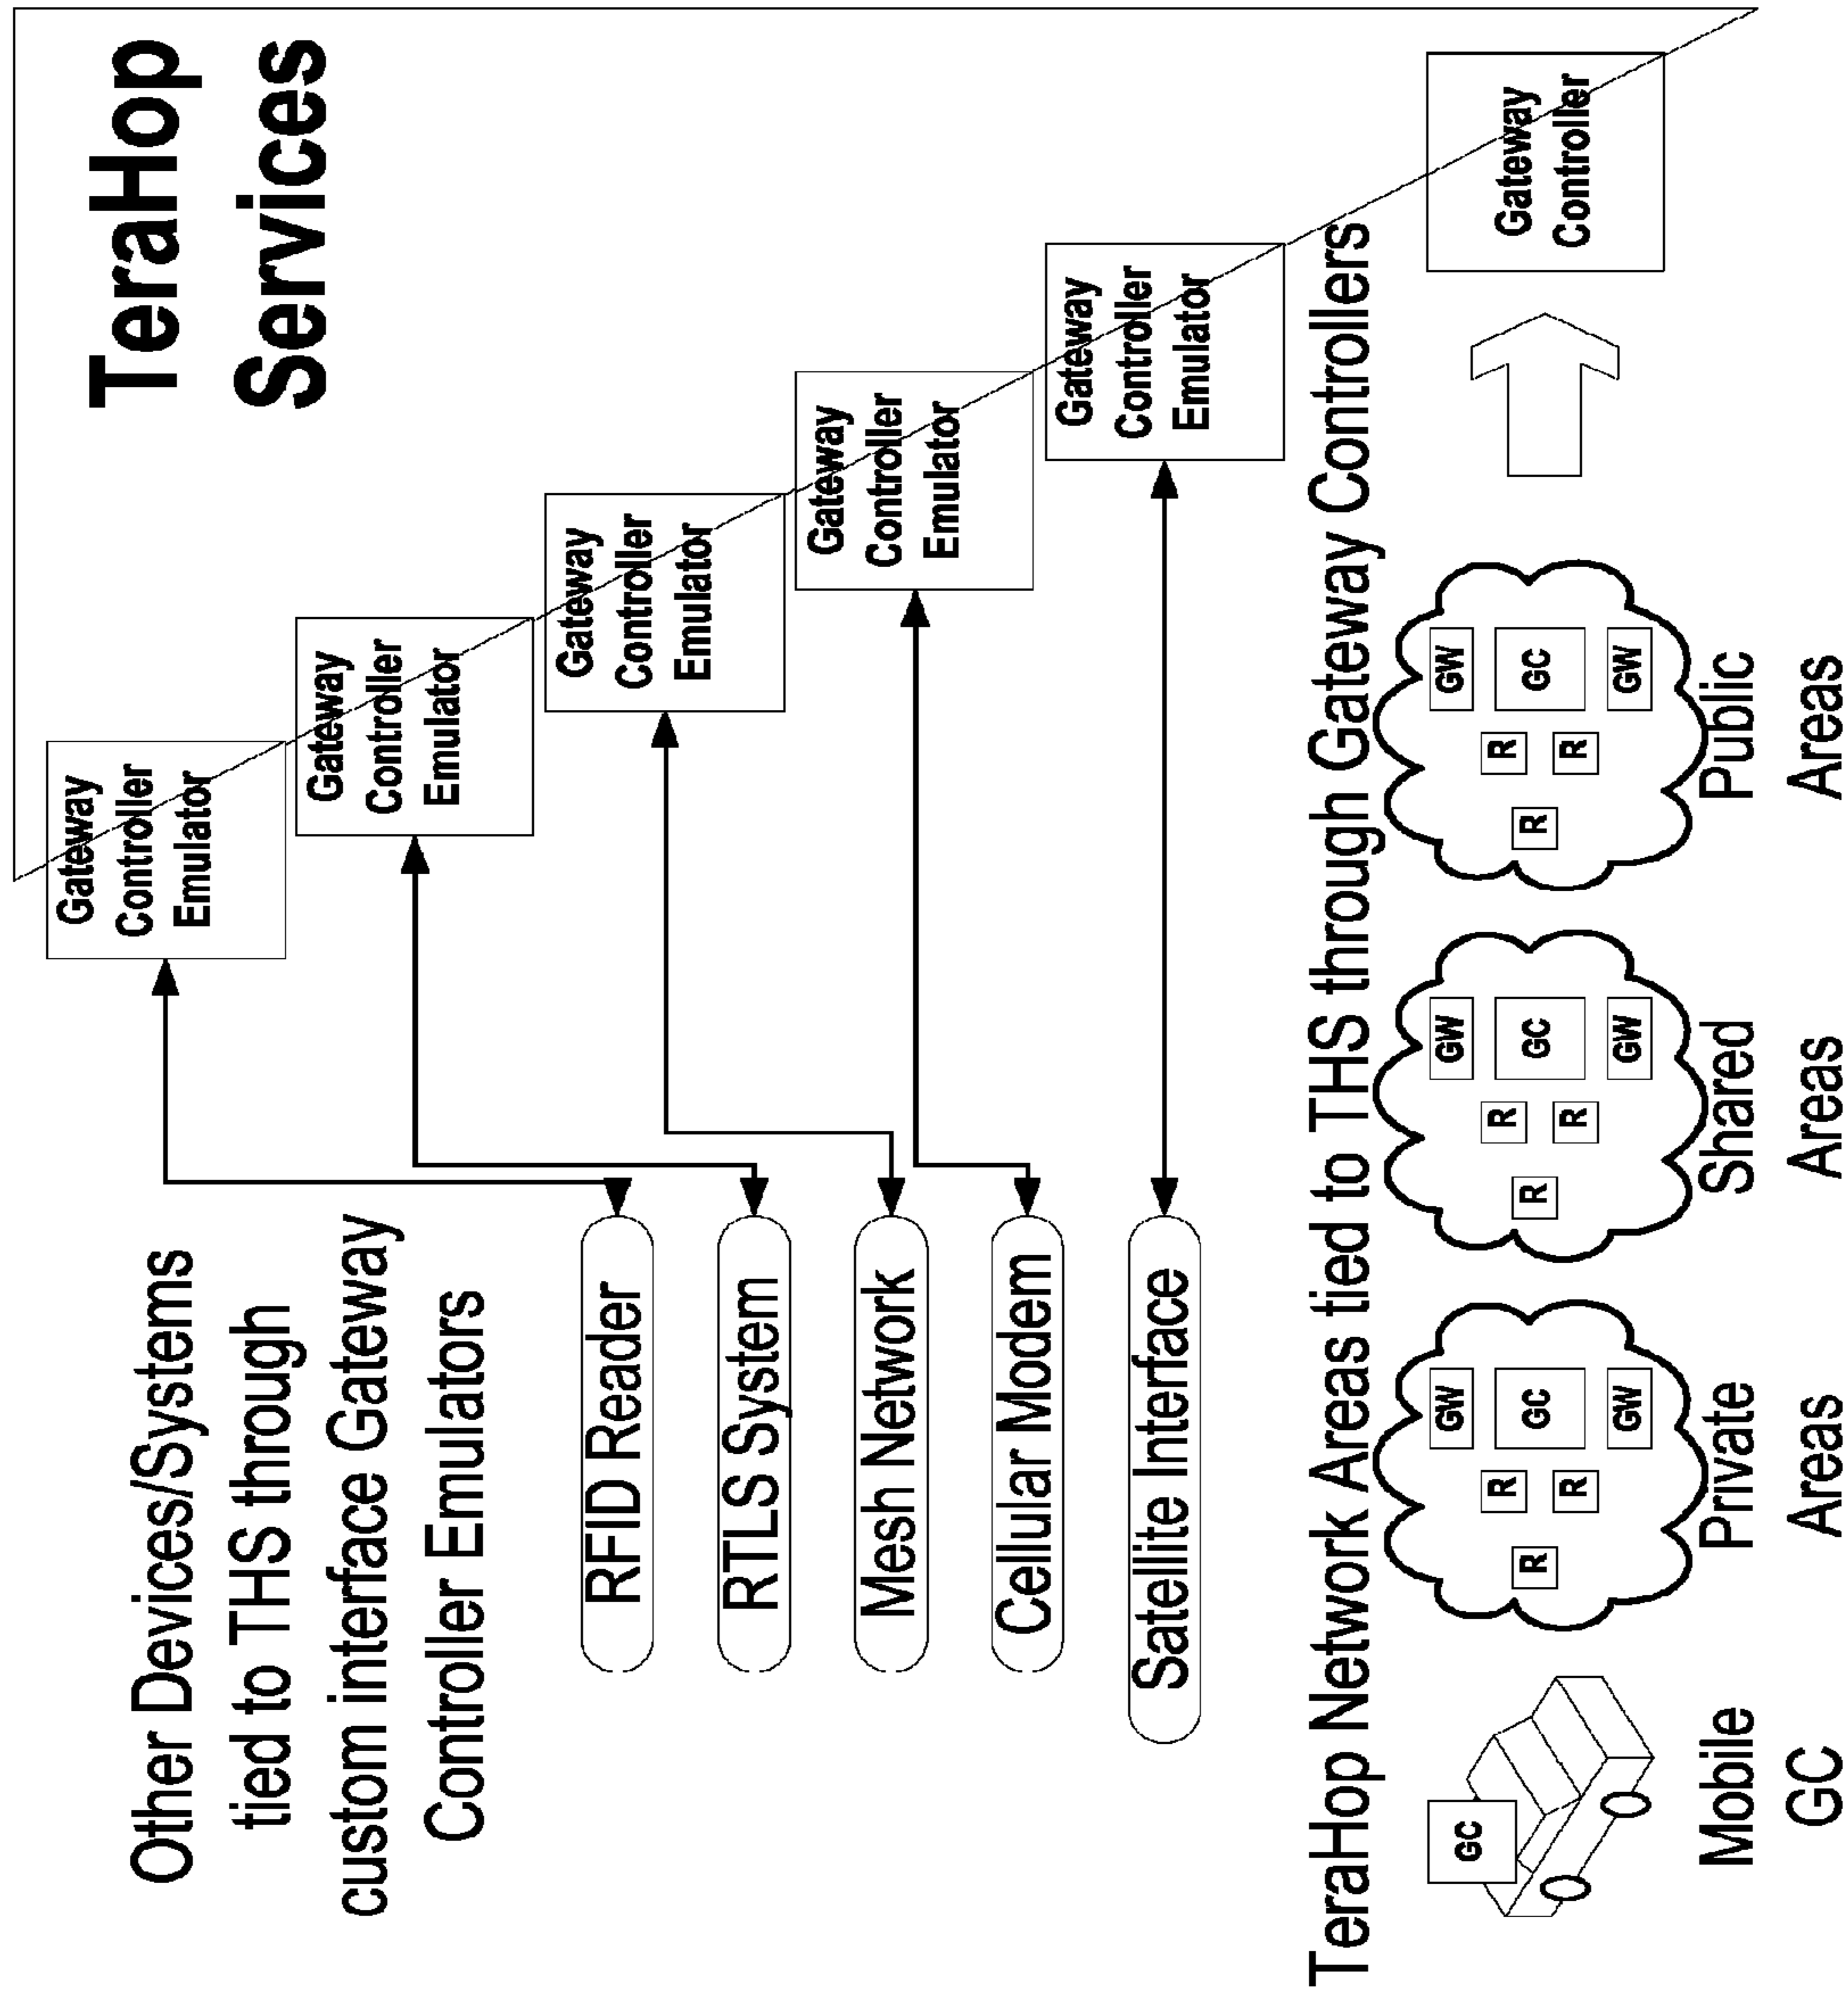 TeraHop
Services
Other Devices/Systems
tied to THS through
custom interface Gateway
Controller Emulators
Gateway
Controller
Emulator
Gateway
Controller
Emulator
Gateway
Controller
Emulator
Gateway
Controller
Emulator
Gateway
Controller
Emulator
RFID Reader
RTLS System
Mesh Network
Cellular Modem
Satellite Interface
TeraHop Network Areas tied to THS through Gateway Controllers
GC
Mobile
GC
GW
R
R
GC
R
GW
Private
Areas
GW
R
R
GC
R
GW
Shared
Areas
GW
R
R
GC
R
GW
Public
Areas
Gateway
Controller